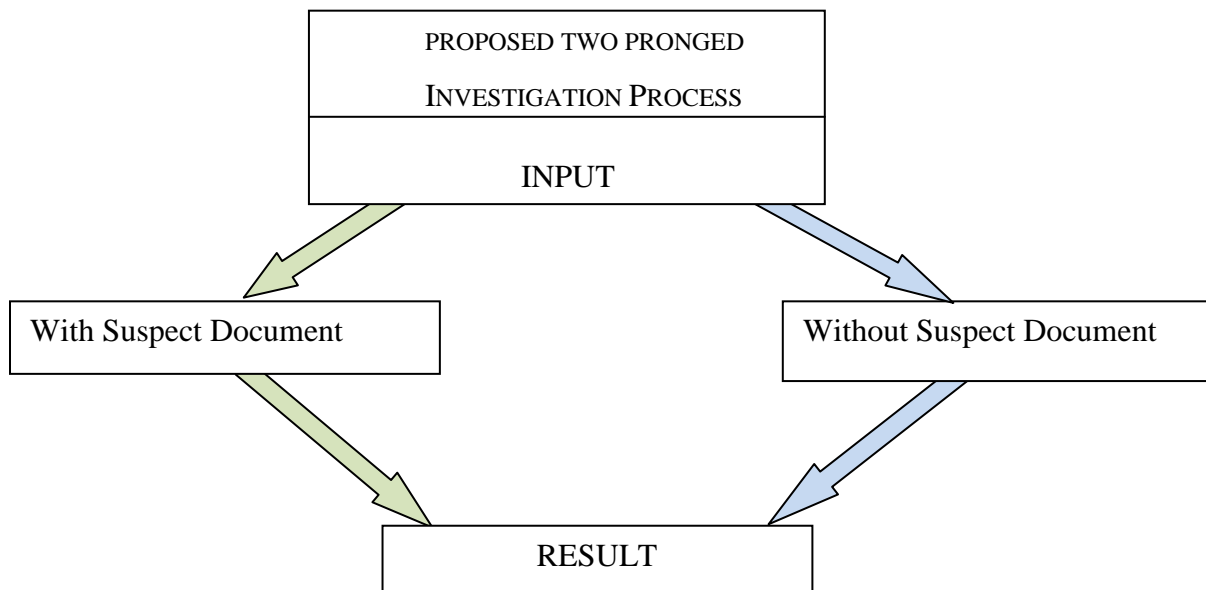 PROPOSED TWO PRONGED
INVESTIGATION PROCESS
INPUT
With Suspect Document
Without Suspect Document
RESULT